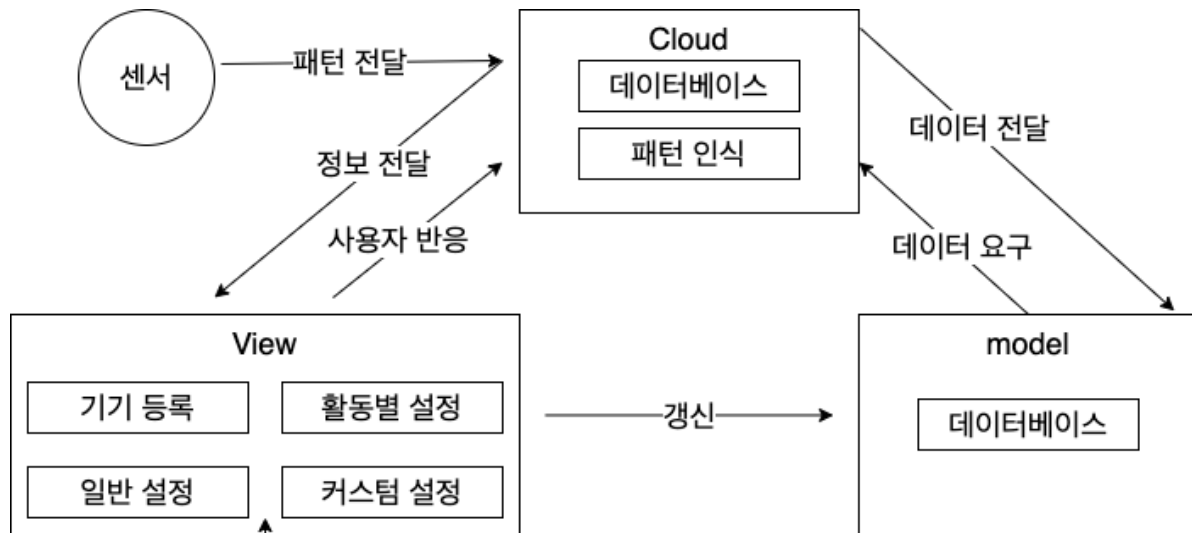 센서
패턴 전달
Cloud
데이터베이스
패턴 인식
데이터 전달
정보 전달
사용자 반응
데이터 요구
View
기기 등록
활동별 설정
일반 설정
커스텀 설정
갱신
model
데이터베이스